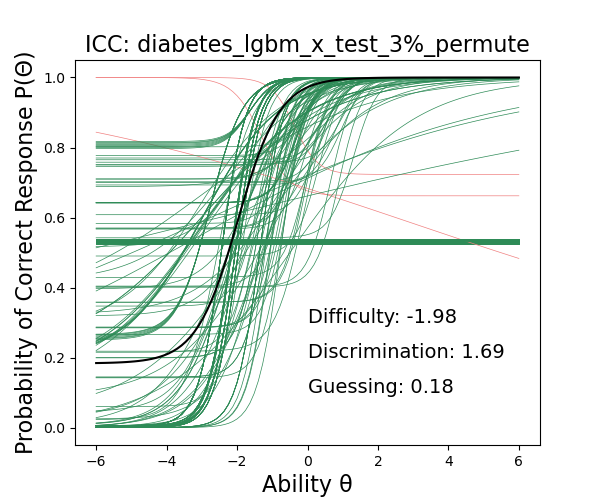 ICC: diabetes_lgbm_x_test_3%_permute
Probability of Correct Response P(Θ)
1.0
0.8
0.6
0.4
0.2
0.0
Difficulty: -1.98
Discrimination: 1.69
Guessing: 0.18
−6 −4 −2 0 2 4 6
Ability θ